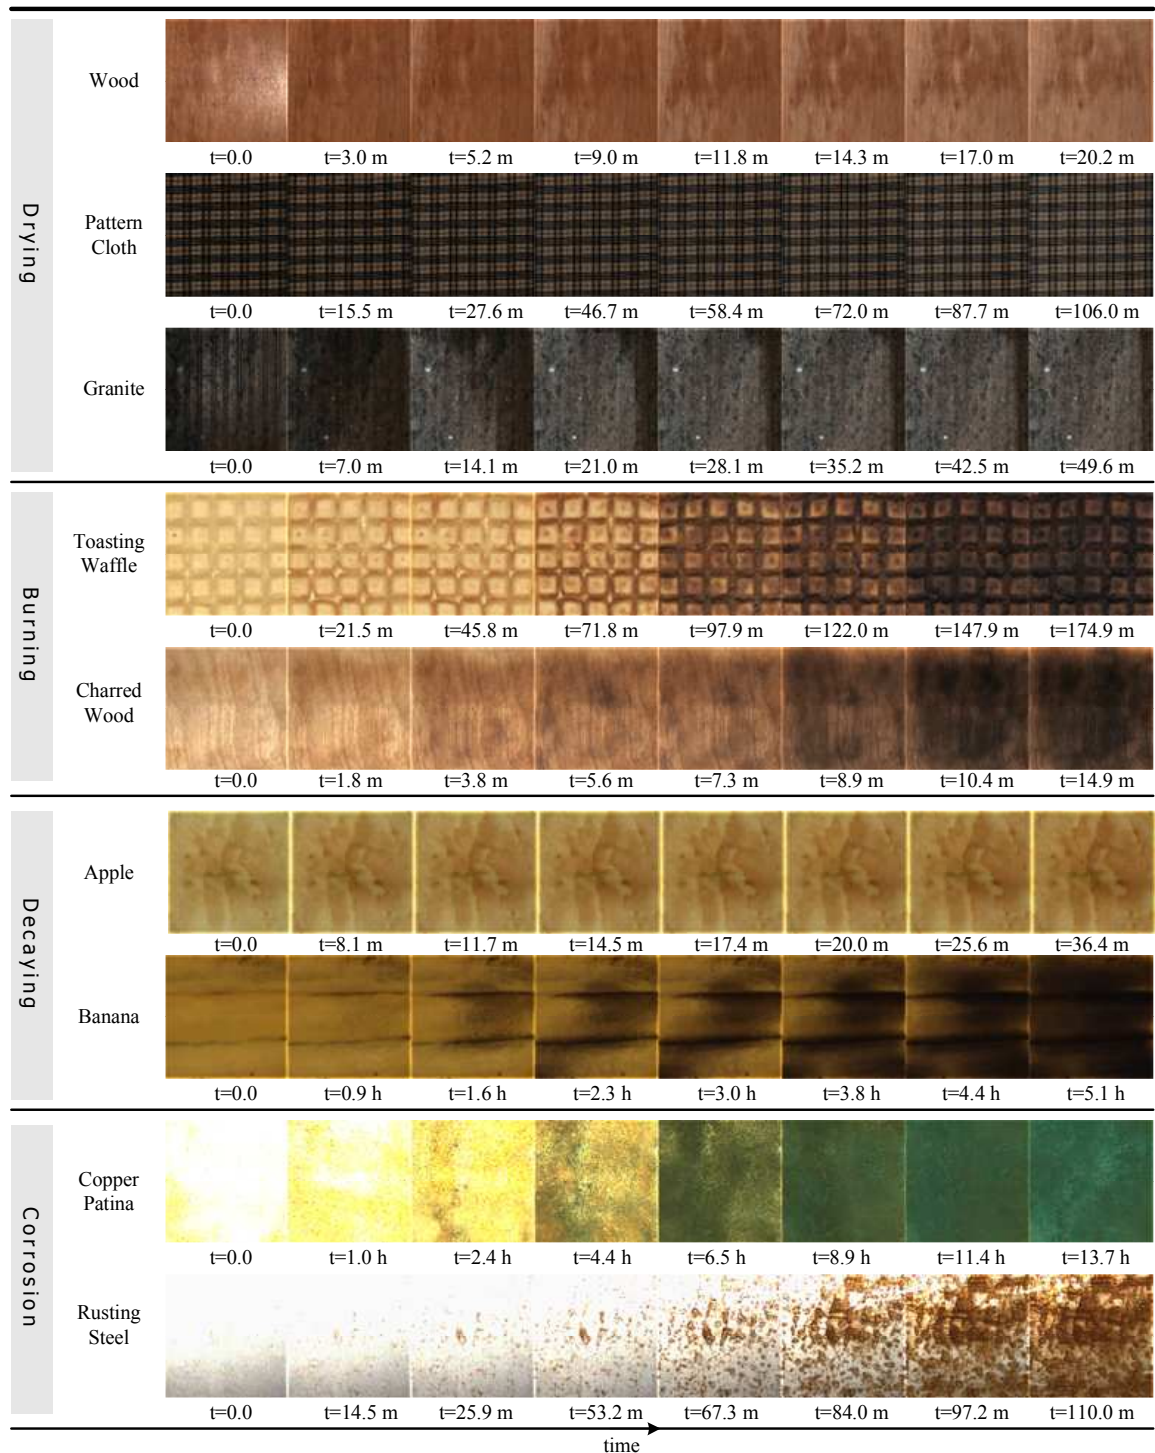 Drying
Wood
t=0.0 t=3.0 m t=5.2 m t=9.0 m t=11.8 m t=14.3 m t=17.0 m t=20.2 m
Pattern
Cloth
t=0.0 t=15.5 m t=27.6 m t=46.7 m t=58.4 m t=72.0 m t=87.7 m t=106.0 m
Granite
t=0.0 t=7.0 m t=14.1 m t=21.0 m t=28.1 m t=35.2 m t=42.5 m t=49.6 m
Burning
Toasting
Waffle
t=0.0 t=21.5 m t=45.8 m t=71.8 m t=97.9 m t=122.0 m t=147.9 m t=174.9 m
Charred
Wood
t=0.0 t=1.8 m t=3.8 m t=5.6 m t=7.3 m t=8.9 m t=10.4 m t=14.9 m
Decaying
Apple
t=0.0 t=8.1 m t=11.7 m t=14.5 m t=17.4 m t=20.0 m t=25.6 m t=36.4 m
Banana
t=0.0 t=0.9 h t=1.6 h t=2.3 h t=3.0 h t=3.8 h t=4.4 h t=5.1 h
Corrosion
Copper
Patina
t=0.0 t=1.0 h t=2.4 h t=4.4 h t=6.5 h t=8.9 h t=11.4 h t=13.7 h
Rusting
Steel
t=0.0 t=14.5 m t=25.9 m t=53.2 m t=67.3 m t=84.0 m t=97.2 m t=110.0 m
time